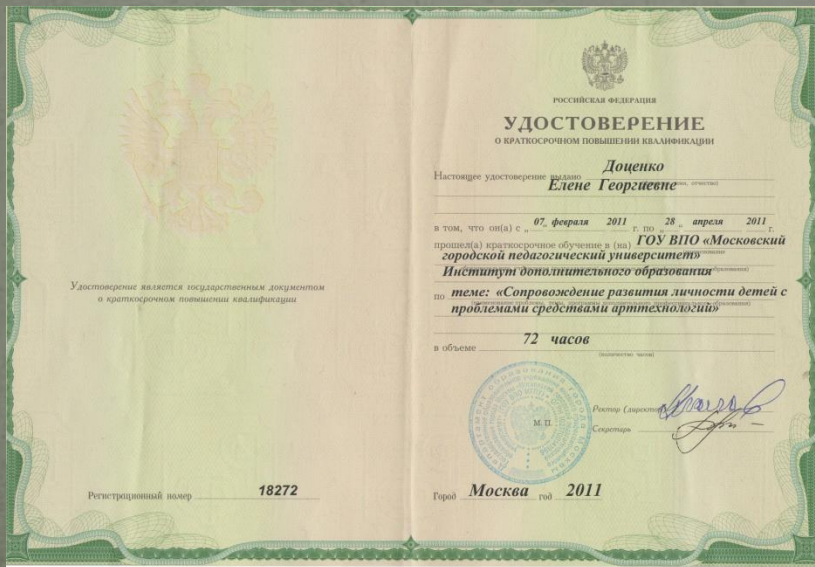 Удостоверение является государственным документом
о краткосрочном повышении квалификации
Регистрационный номер 18272
РОССИЙСКАЯ ФЕДЕРАЦИЯ
УДОСТОВЕРЕНИЕ
О КРАТКОСРОЧНОМ ПОВЫШЕНИИ КВАЛИФИКАЦИИ
Доценко
Настоящее удостоверение выдано
Елене Георгиевне
в том, что он(а) с „07„ февраля 2011 г. по „28„ апреля 2011 г.
прошел(а) краткосрочное обучение в (на) ГОУ ВПО «Московский
городской педагогический университет»
Институт дополнительного образования
по теме: «Сопровождение развития личности детей с
проблемами средствами арттехнологий»
в объеме 72 часов
(количество часов)
Ректор (директор)
М. П.
Секретарь
Город Москва год 2011